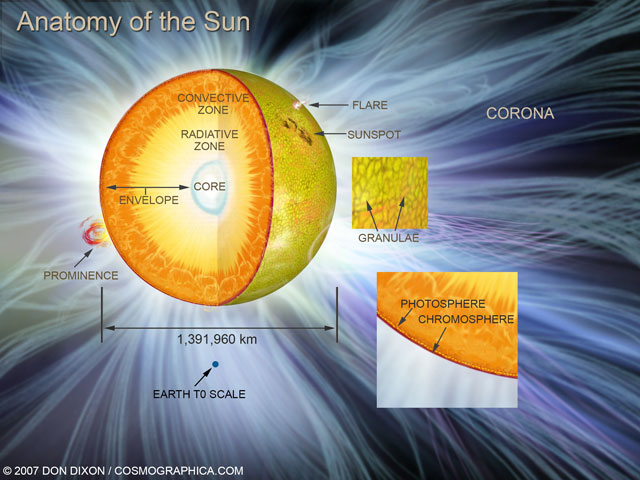 Anatomy of the Sun
CONVECTIVE
ZONE
FLARE
CORONA
RADIATIVE
ZONE
SUNSPOT
CORE
ENVELOPE
GRANULAE
PROMINENCE
PHOTOSPHERE
CHROMOSPHERE
1,391,960 km
EARTH T0 SCALE
© 2007 DON DIXON / COSMOGRAPHICA.COM